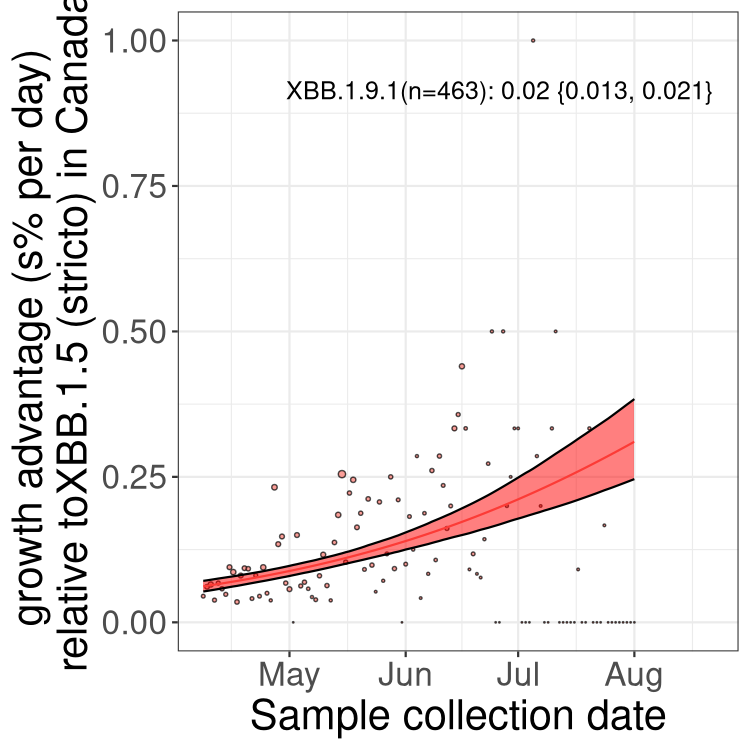 growth advantage (s% per day)
relative toXBB.1.5 (stricto) in Canada
1.00
XBB.1.9.1(n=463): 0.02 {0.013, 0.021}
0.75
0.50
0.25
0.00
May Jun Jul Aug
Sample collection date